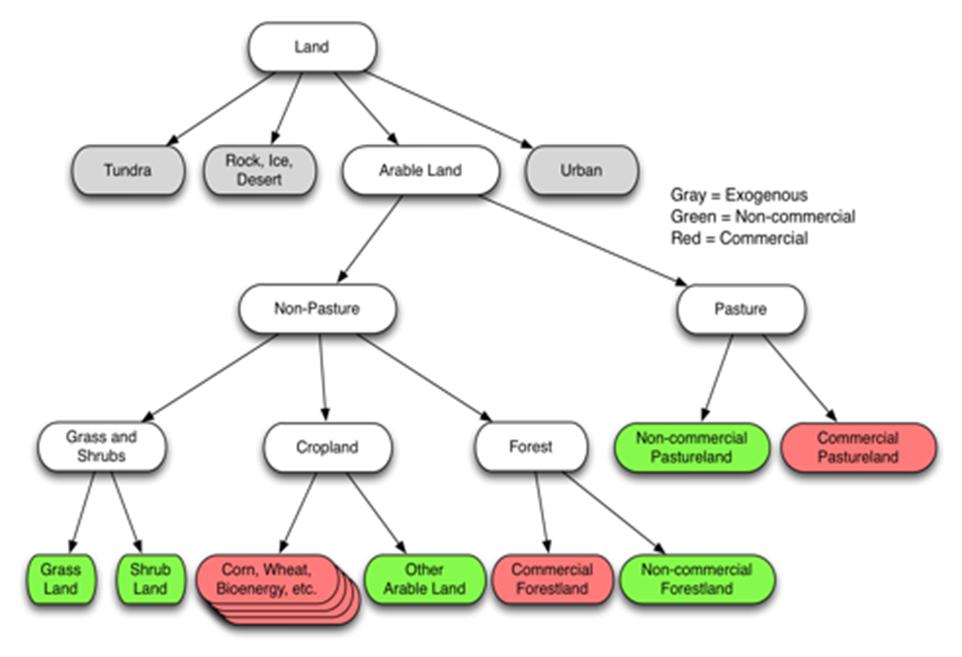 Land
Tundra
Rock, Ice,
Desert
Arable Land
Urban
Gray = Exogenous
Green = Non-commercial
Red = Commercial
Non-Pasture
Pasture
Grass and
Shrubs
Cropland
Forest
Non-commercial
Pastureland
Commercial
Pastureland
Grass
Land
Shrub
Land
Corn, Wheat,
Bioenergy, etc.
Other
Arable Land
Commercial
Forestland
Non-commercial
Forestland